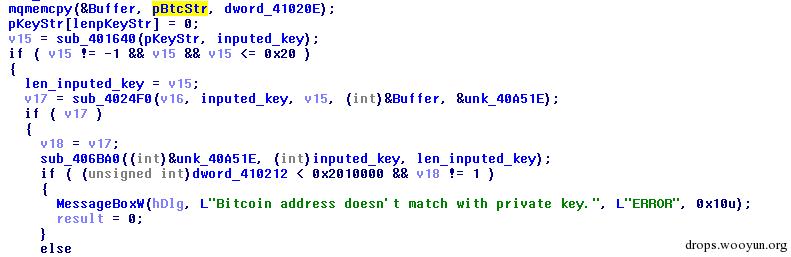 mqmemcpy(&Buffer, pBtcStr, dword_41020E);
pKeyStr[lenpKeyStr] = 0;
v15 = sub_401640(pKeyStr, inputed_key);
if ( v15 != -1 && v15 && v15 <= 0x20 )
{
len_inputed_key = v15;
v17 = sub_4024F0(v16, inputed_key, v15, (int)&Buffer, &unk_40A51E);
if ( v17 )
{
v18 = v17;
sub_406BA0((int)&unk_40A51E, (int)inputed_key, len_inputed_key);
if ( (unsigned int)dword_410212 < 0x2010000 && v18 != 1 )
{
MessageBoxW(hDlg, L"Bitcoin address doesn't match with private key.", L"ERROR", 0x10u);
result = 0;
}
else
drops.wooyun.org